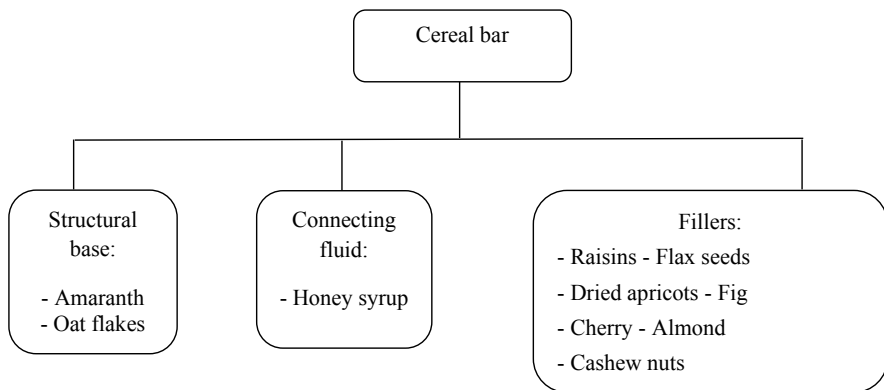 Cereal bar
Structural
base:
- Amaranth
- Oat flakes
Connecting
fluid:
- Honey syrup
Fillers:
- Raisins - Flax seeds
- Dried apricots - Fig
- Cherry - Almond
- Cashew nuts